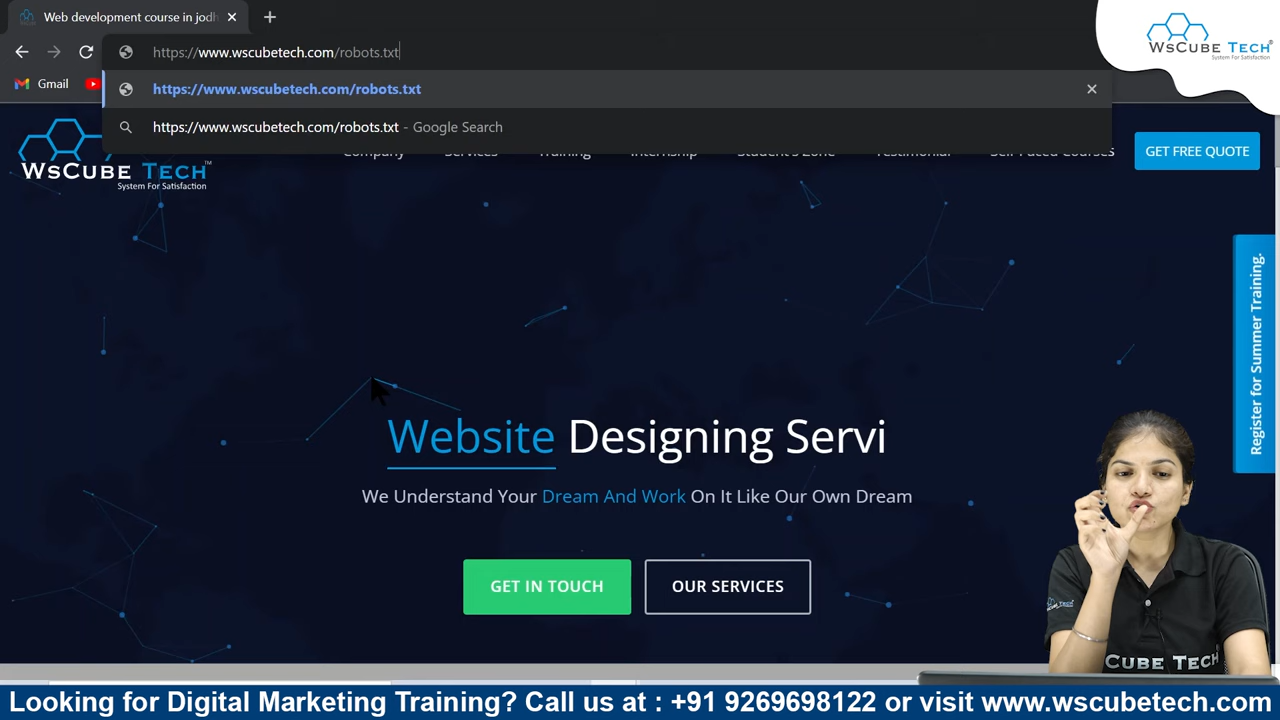 Web development course in jodh
https://www.wscubetech.com/robots.txt
Gmail
https://www.wscubetech.com/robots.txt
https://www.wscubetech.com/robots.txt - Google Search
WSCUBE TECH
System For Satisfaction
WSCUBE TECH™
System For Satisfaction
Company Services Training Internship Student's Zone Testimonial Self Paced Courses
GET FREE QUOTE
Register for Summer Training.
Website Designing Servi
We Understand Your Dream And Work On It Like Our Own Dream
GET IN TOUCH
OUR SERVICES
CUBE TECH
Looking for Digital Marketing Training? Call us at : +91 9269698122 or visit www.wscubetech.com